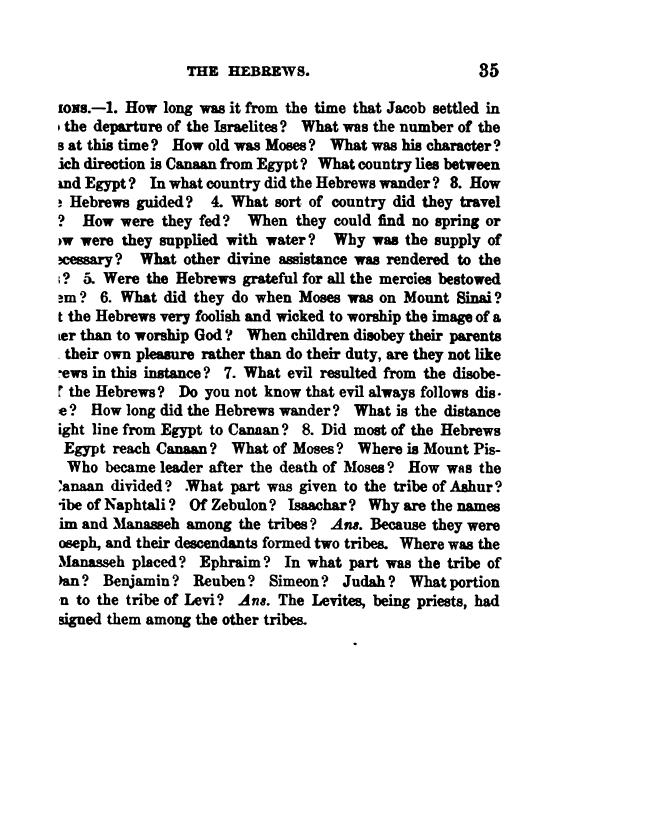 THE HEBREWS. 35
IONS.—1. How long was it from the time that Jacob settled in
the departure of the Israelites? What was the number of the
s at this time? How old was Moses? What was his character?
ich direction is Canaan from Egypt? What country lies between
and Egypt? In what country did the Hebrews wander? 3. How
e Hebrews guided? 4. What sort of country did they travel
? How were they fed? When they could find no spring or
ow were they supplied with water? Why was the supply of
ecessary? What other divine assistance was rendered to the
? 5. Were the Hebrews grateful for all the mercies bestowed
em? 6. What did they do when Moses was on Mount Sinai?
t the Hebrews very foolish and wicked to worship the image of a
er than to worship God? When children disobey their parents
their own pleasure rather than do their duty, are they not like
ews in this instance? 7. What evil resulted from the disobe-
f the Hebrews? Do you not know that evil always follows dis-
e? How long did the Hebrews wander? What is the distance
ight line from Egypt to Canaan? 8. Did most of the Hebrews
Egypt reach Canaan? What of Moses? Where is Mount Pis-
Who became leader after the death of Moses? How was the
Canaan divided? What part was given to the tribe of Ashur?
ribe of Naphtali? Of Zebulon? Isaachar? Why are the names
im and Manasseh among the tribes? Ans. Because they were
oseph, and their descendants formed two tribes. Where was the
Manasseh placed? Ephraim? In what part was the tribe of
Dan? Benjamin? Reuben? Simeon? Judah? What portion
n to the tribe of Levi? Ans. The Levites, being priests, had
signed them among the other tribes.